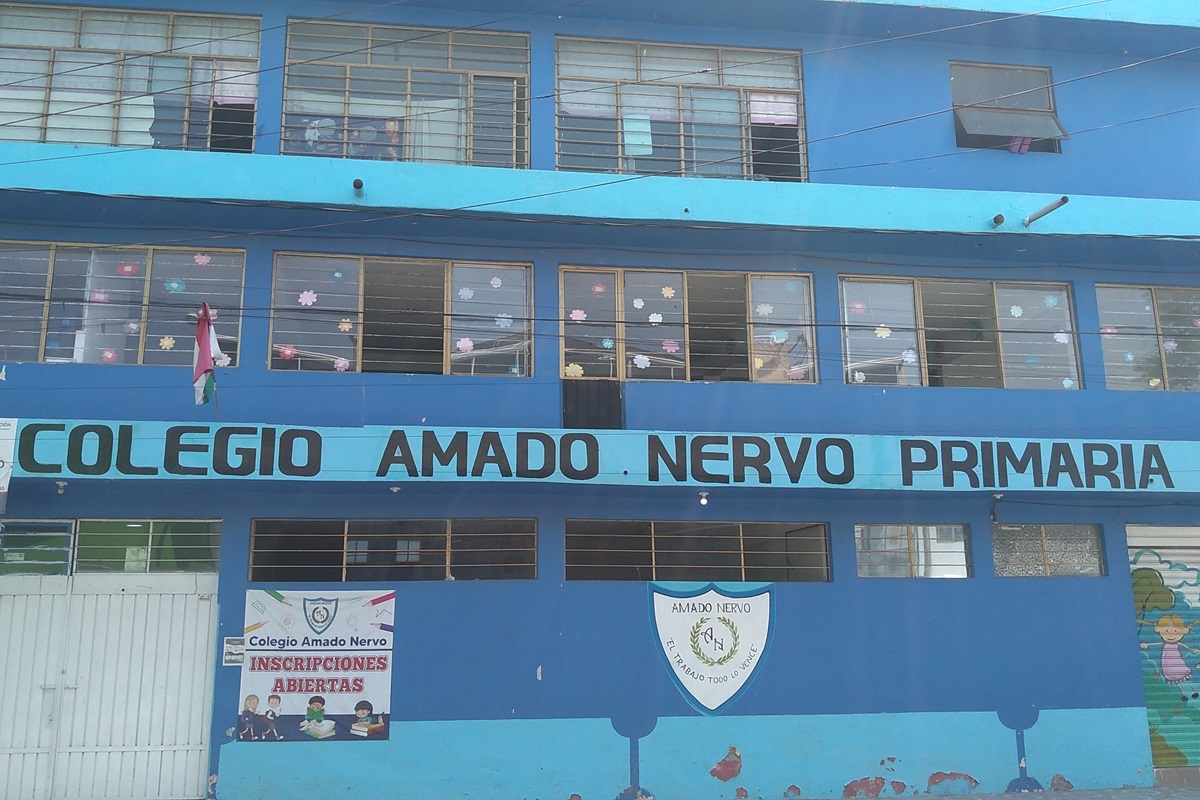 COLEGIO AMADO NERVO PRIMARIA
AMADO NERVO
AN
"EL TRABAJO TODO LO VENCE"
Colegio Amado Nervo
INSCRIPCIONES
ABIERTAS